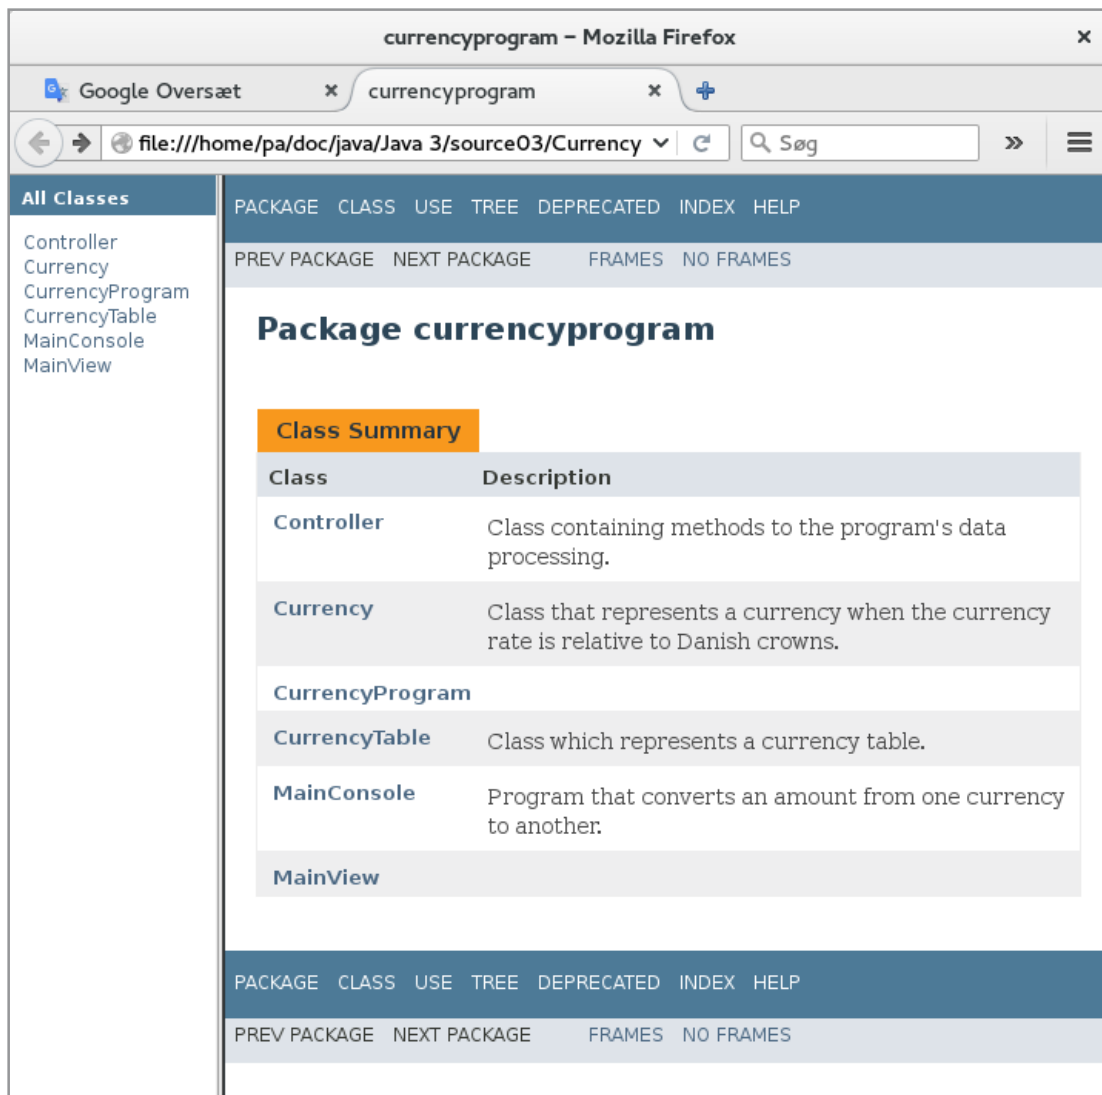 currencyprogram – Mozilla Firefox
Google Oversæt
currencyprogram
file:///home/pa/doc/java/Java 3/source03/Currency
Søg
All Classes
Controller
Currency
CurrencyProgram
CurrencyTable
MainConsole
MainView
PACKAGE CLASS USE TREE DEPRECATED INDEX HELP
PREV PACKAGE NEXT PACKAGE FRAMES NO FRAMES
Package currencyprogram
Class Summary
Class Description
Controller Class containing methods to the program's data
processing.
Currency Class that represents a currency when the currency
rate is relative to Danish crowns.
CurrencyProgram
CurrencyTable Class which represents a currency table.
MainConsole Program that converts an amount from one currency
to another.
MainView
PACKAGE CLASS USE TREE DEPRECATED INDEX HELP
PREV PACKAGE NEXT PACKAGE FRAMES NO FRAMES